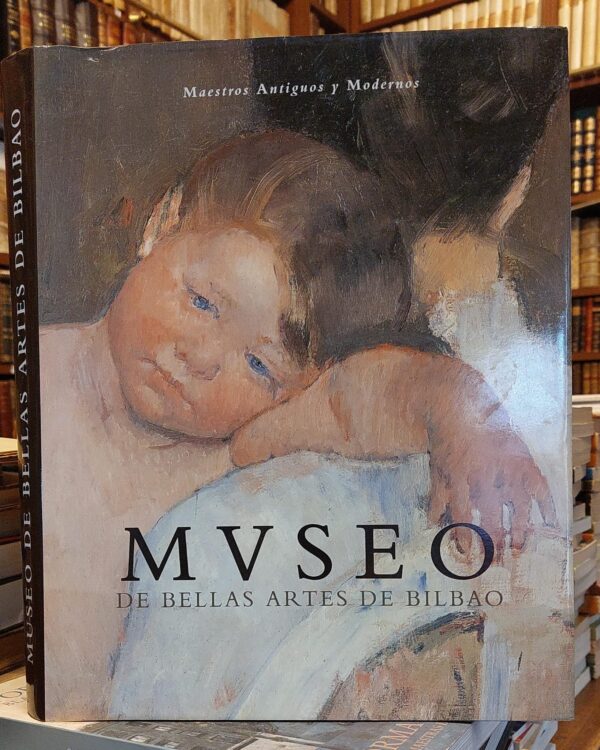 Maestros Antiguos y Modernos
MVSEO
DE BELLAS ARTES DE BILBAO
MUSEO DE BELLAS ARTES DE BILBAO